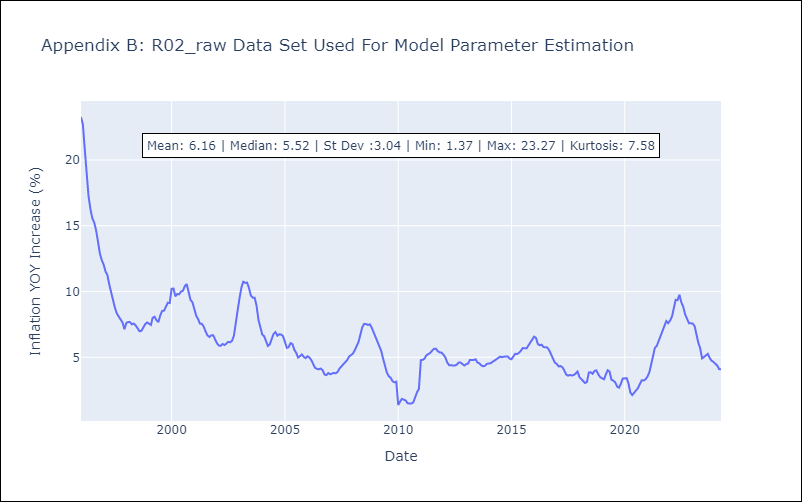 Appendix B: R02_raw Data Set Used For Model Parameter Estimation
Mean: 6.16 | Median: 5.52 | St Dev :3.04 | Min: 1.37 | Max: 23.27 | Kurtosis: 7.58
Inflation YOY Increase (%)
20
15
10
5
2000
2005
2010
2015
2020
Date